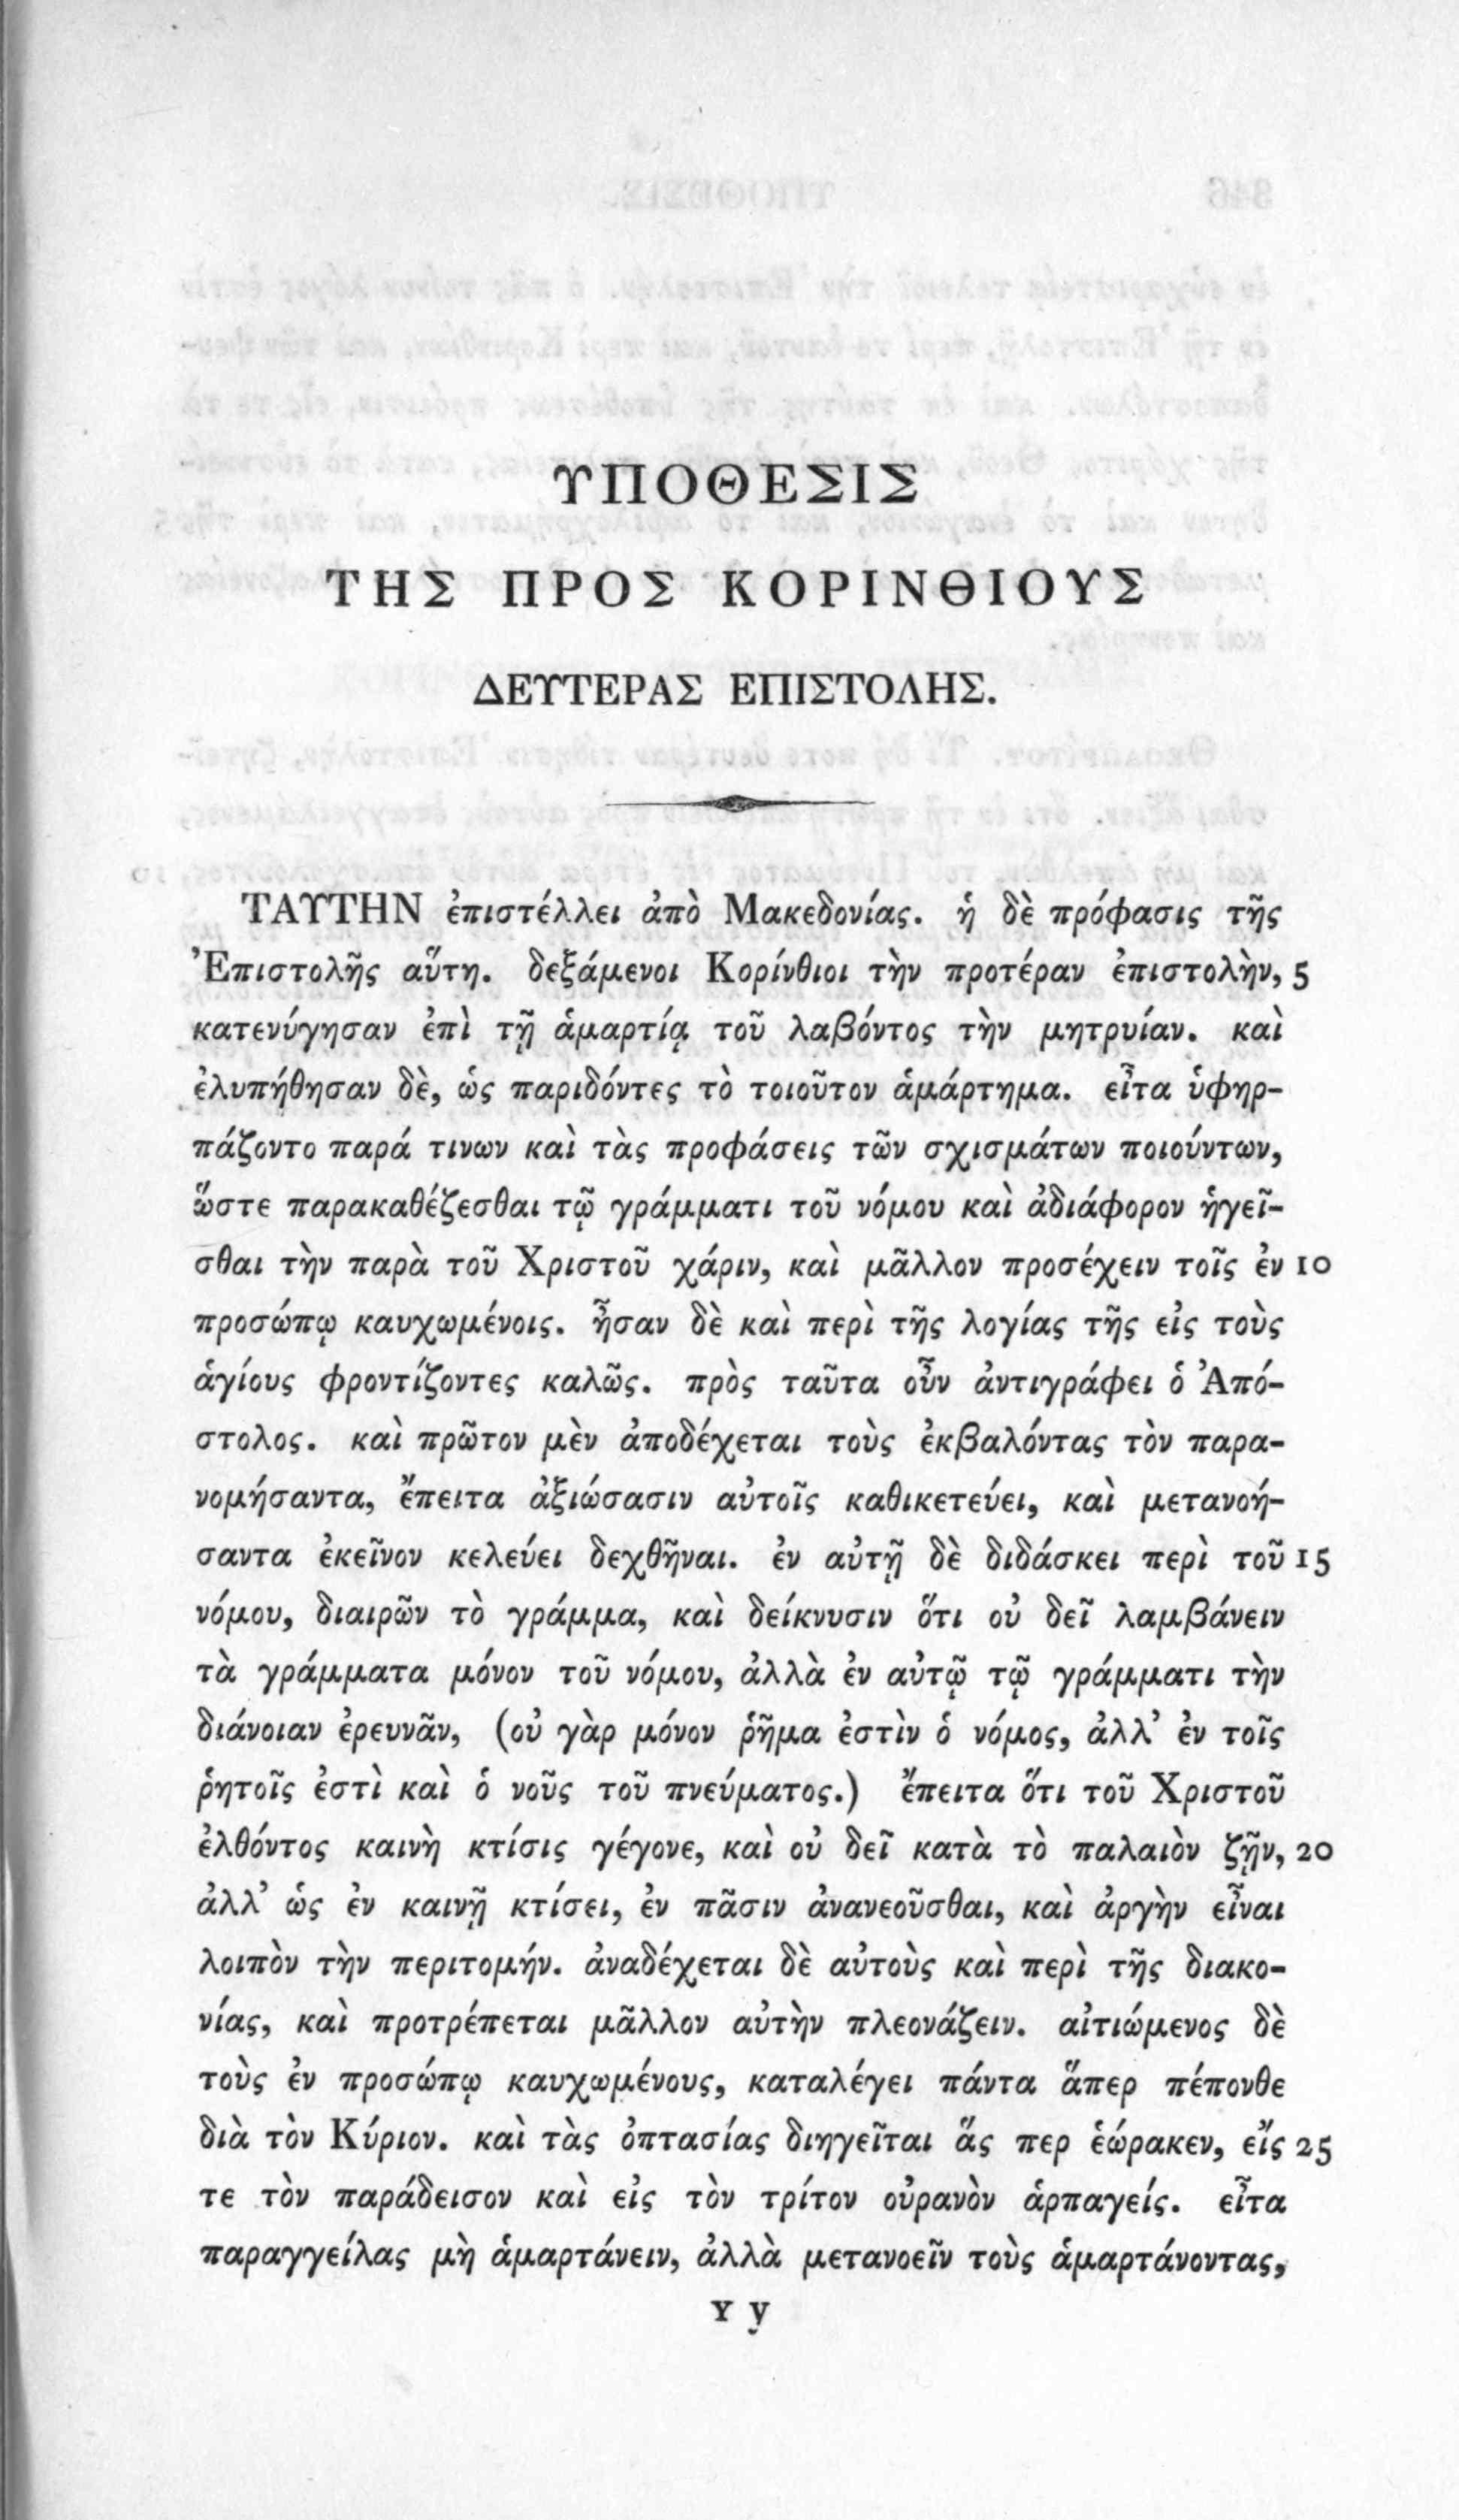 ΥΠΟΘΕΣΙΣ
ΤΗΣ ΠΡΟΣ ΚΟΡΙΝΘΙΟΥΣ
ΔΕΥΤΕΡΑΣ ΕΠΙΣΤΟΛΗΣ.
ΤΑΥΤΗΝ ἐπιστέλλει ἀπὸ Μακεδονίας. ἡ δὲ πρόφασις τῆς
Ἐπιστολῆς αὕτη. δεξάμενοι Κορίνθιοι τὴν προτέραν ἐπιστολὴν, 5
κατενύγησαν ἐπὶ τῇ ἁμαρτίᾳ τοῦ λαβόντος τὴν μητρυίαν. καὶ
ἐλυπήθησαν δὲ, ὡς παριδόντες τὸ τοιοῦτον ἁμάρτημα. εἶτα ὑφηρ-
πάζοντο παρά τινων καὶ τὰς προφάσεις τῶν σχισμάτων ποιούντων,
ὥστε παρακαθέζεσθαι τῷ γράμματι τοῦ νόμου καὶ ἀδιάφορον ἡγεῖ-
σθαι τὴν παρὰ τοῦ Χριστοῦ χάριν, καὶ μᾶλλον προσέχειν τοῖς ἐν 10
προσώπῳ καυχωμένοις. ἦσαν δὲ καὶ περὶ τῆς λογίας τῆς εἰς τοὺς
ἁγίους φροντίζοντες καλῶς. πρὸς ταῦτα οὖν ἀντιγράφει ὁ Ἀπό-
στολος. καὶ πρῶτον μὲν ἀποδέχεται τοὺς ἐκβαλόντας τὸν παρα-
νομήσαντα, ἔπειτα ἀξιώσασιν αὐτοῖς καθικετεύει, καὶ μετανοή-
σαντα ἐκεῖνον κελεύει δεχθῆναι. ἐν αὐτῇ δὲ διδάσκει περὶ τοῦ 15
νόμου, διαιρῶν τὸ γράμμα, καὶ δείκνυσιν ὅτι οὐ δεῖ λαμβάνειν
τὰ γράμματα μόνον τοῦ νόμου, ἀλλὰ ἐν αὐτῷ τῷ γράμματι τὴν
διάνοιαν ἐρευνᾶν, (οὐ γὰρ μόνον ῥῆμα ἐστὶν ὁ νόμος, ἀλλ’ ἐν τοῖς
ῥητοῖς ἐστὶ καὶ ὁ νοῦς τοῦ πνεύματος.) ἔπειτα ὅτι τοῦ Χριστοῦ
ἐλθόντος καινὴ κτίσις γέγονε, καὶ οὐ δεῖ κατὰ τὸ παλαιὸν ζῇν, 20
ἀλλ’ ὡς ἐν καινῇ κτίσει, ἐν πᾶσιν ἀνανεοῦσθαι, καὶ ἀργὴν εἶναι
λοιπὸν τὴν περιτομήν. ἀναδέχεται δὲ αὐτοὺς καὶ περὶ τῆς διακο-
νίας, καὶ προτρέπεται μᾶλλον αὐτὴν πλεονάζειν. αἰτιώμενος δὲ
τοὺς ἐν προσώπῳ καυχωμένους, καταλέγει πάντα ἅπερ πέπονθε
διὰ τὸν Κύριον. καὶ τὰς ὀπτασίας διηγεῖται ἅς περ ἑώρακεν, εἴς 25
τε τὸν παράδεισον καὶ εἰς τὸν τρίτον οὐρανὸν ἁρπαγείς. εἶτα
παραγγείλας μὴ ἁμαρτάνειν, ἀλλὰ μετανοεῖν τοὺς ἁμαρτάνοντας,
Y y